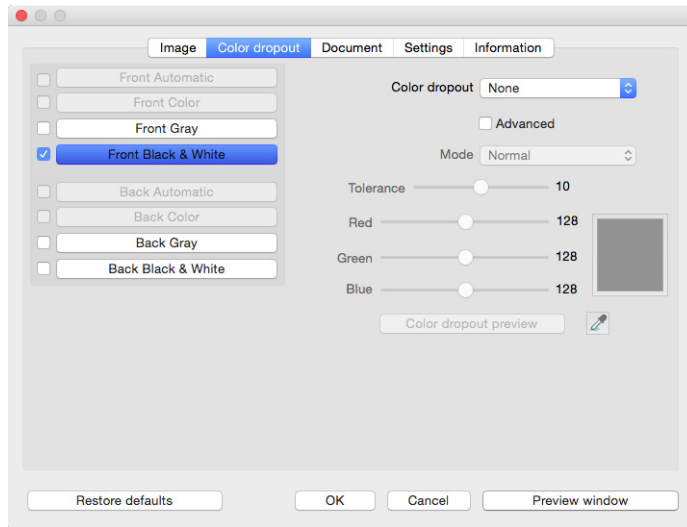 Image Color dropout Document Settings Information
Front Automatic
Front Color
Front Gray
Front Black & White
Back Automatic
Back Color
Back Gray
Back Black & White
Color dropout None
Advanced
Mode Normal
Tolerance 10
Red 128
Green 128
Blue 128
Color dropout preview
Restore defaults OK Cancel Preview window